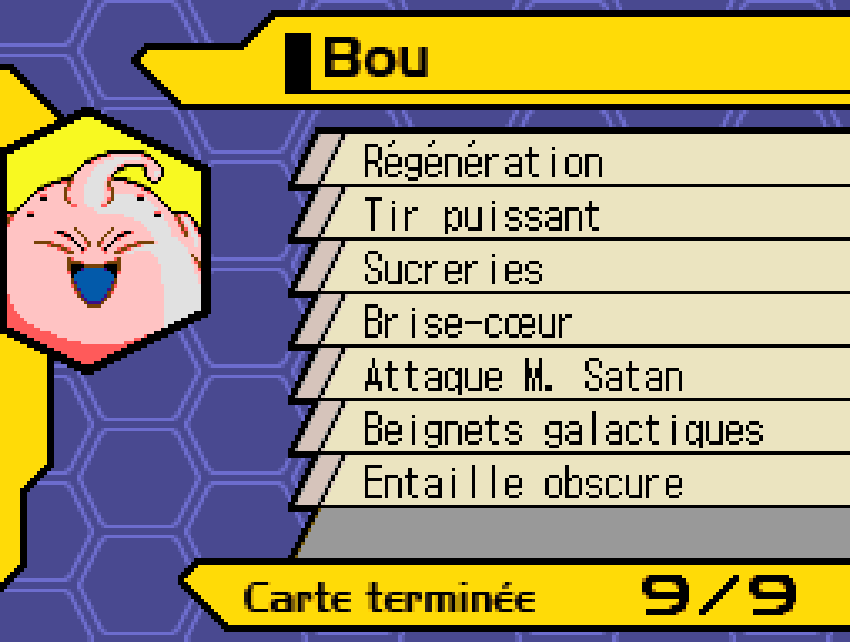 Bou
Régénération
Tir puissant
Sucreries
Brise-cœur
Attaque M. Satan
Beignets galactiques
Entaille obscure
Carte terminée 9/9